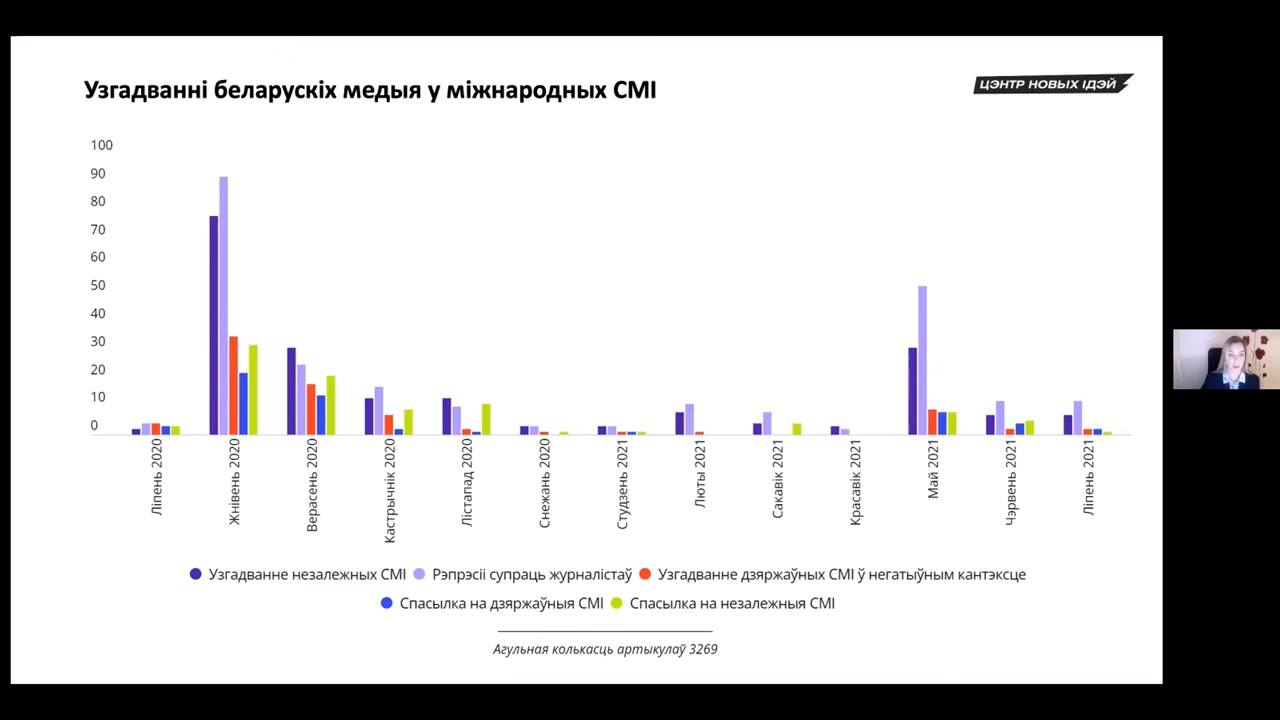 Узгадванні беларускіх медыя у міжнародных СМІ
ЦЭНТР НОВЫХ ІДЭЙ
100
90
80
70
60
50
40
30
20
10
0
Ліпень 2020
Жнівень 2020
Верасень 2020
Кастрычнік 2020
Лістапад 2020
Снежань 2020
Студзень 2021
Люты 2021
Сакавік 2021
Красавік 2021
Май 2021
Чэрвень 2021
Ліпень 2021
Узгадванне незалежных СМІ Рэпрэсіі супраць журналістаў Узгадванне дзяржаўных СМІ ў негатыўным кантэксце
Спасылка на дзяржаўныя СМІ Спасылка на незалежныя СМІ
Агульная колькасць артыкулаў 3269